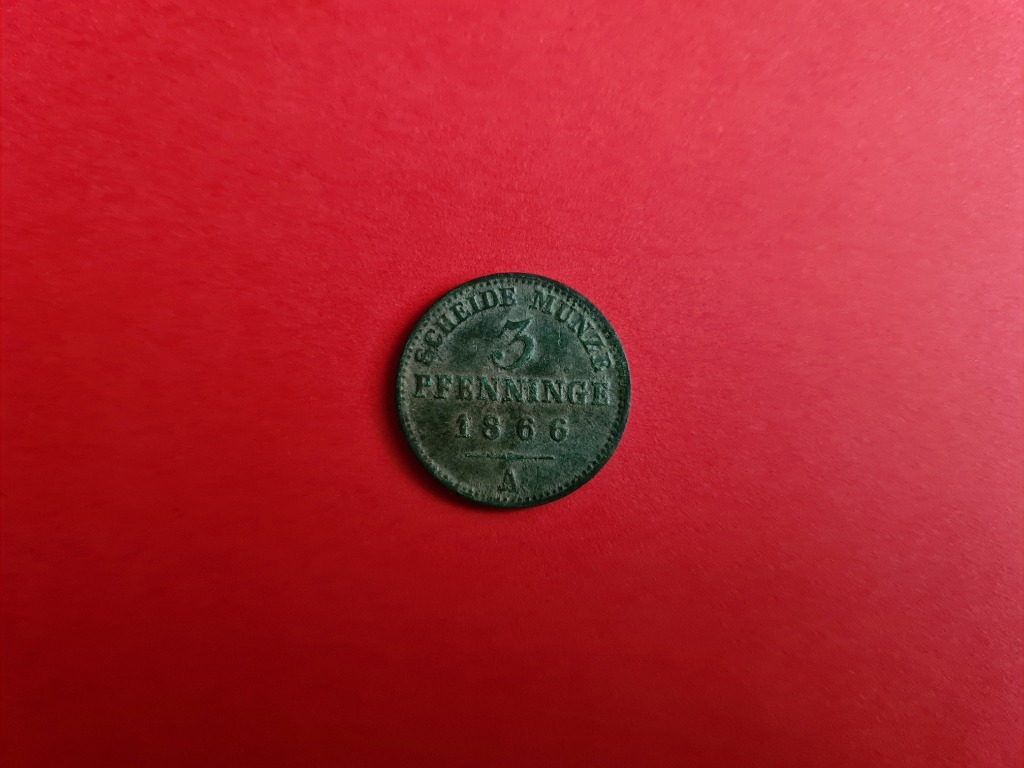 SCHEIDE MÜNZE
3
PFENNINGE
1866
A